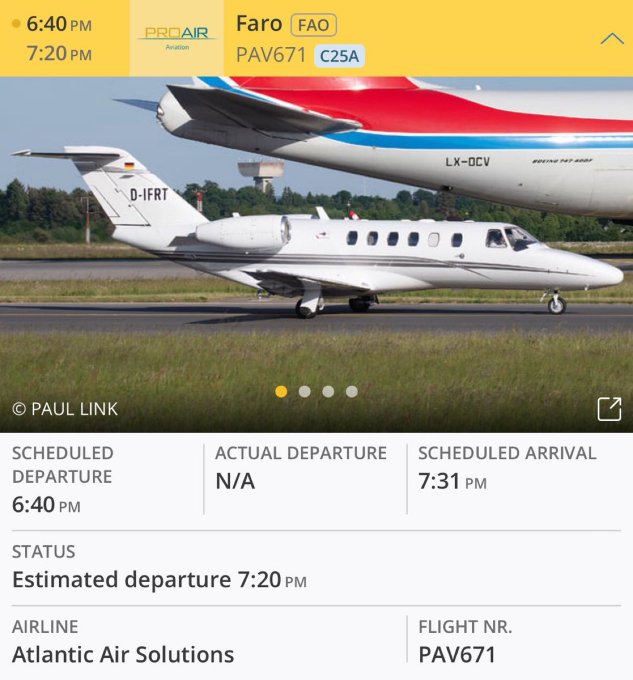 6:40 PM
7:20 PM
PROAIR
Aviation
Faro FAO
PAV671 C25A
LX-OCV
BOEING 747-400F
D-IFRT
© PAUL LINK
SCHEDULED
DEPARTURE
6:40 PM
ACTUAL DEPARTURE
N/A
SCHEDULED ARRIVAL
7:31 PM
STATUS
Estimated departure 7:20 PM
AIRLINE
Atlantic Air Solutions
FLIGHT NR.
PAV671